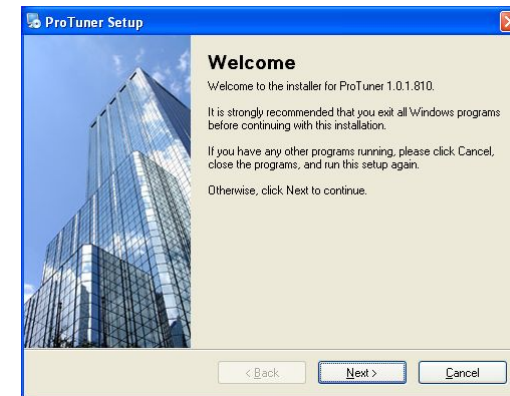 ProTuner Setup
Welcome
Welcome to the installer for ProTuner 1.0.1.810.
It is strongly recommended that you exit all Windows programs
before continuing with this installation.
If you have any other programs running, please click Cancel,
close the programs, and run this setup again.
Otherwise, click Next to continue.
< Back
Next >
Cancel